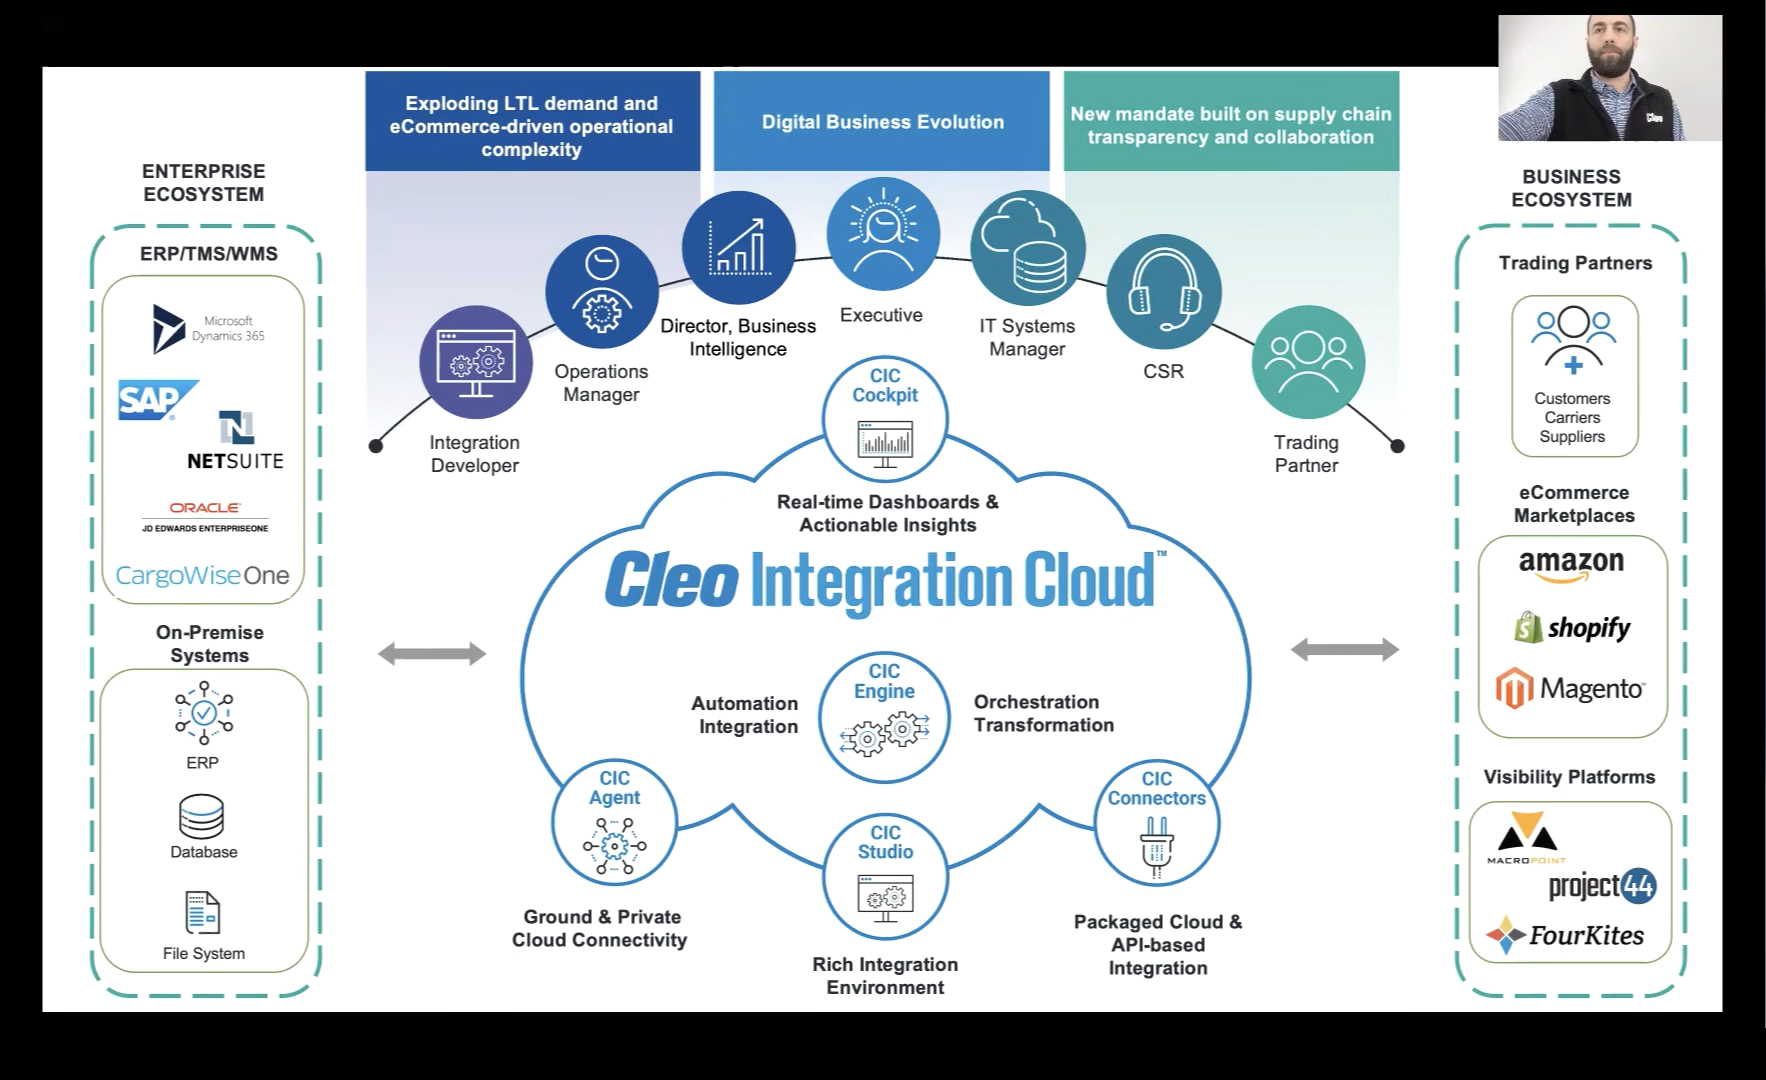 Exploding LTL demand and
eCommerce-driven operational
complexity
Digital Business Evolution
New mandate built on supply chain
transparency and collaboration
Cleo
ENTERPRISE
ECOSYSTEM
ERP/TMS/WMS
Microsoft
Dynamics 365
SAP
NETSUITE
ORACLE
JD EDWARDS ENTERPRISEONE
CargoWiseOne
On-Premise
Systems
ERP
Database
File System
Integration
Developer
Operations
Manager
Director, Business
Intelligence
Executive
IT Systems
Manager
CSR
Trading
Partner
CIC
Cockpit
Real-time Dashboards &
Actionable Insights
Cleo Integration Cloud™
Automation
Integration
CIC
Engine
Orchestration
Transformation
CIC
Agent
Ground & Private
Cloud Connectivity
CIC
Studio
Rich Integration
Environment
CIC
Connectors
Packaged Cloud &
API-based
Integration
BUSINESS
ECOSYSTEM
Trading Partners
Customers
Carriers
Suppliers
eCommerce
Marketplaces
amazon
shopify
Magento
Visibility Platforms
MACROPOINT
project44
FourKites